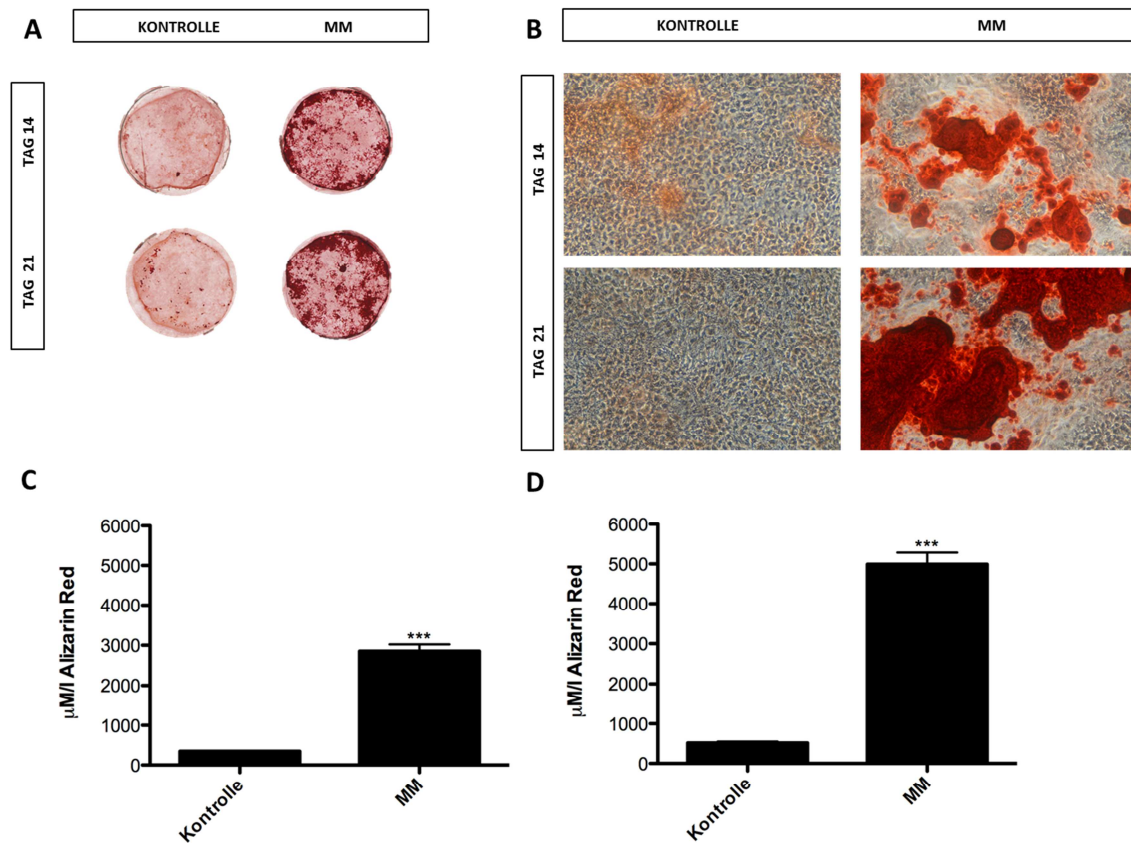 A
KONTROLLE MM
TAG 14
TAG 21
B
KONTROLLE MM
TAG 14
TAG 21
C
6000
5000
4000
3000
2000
1000
0
µM/l Alizarin Red
***
Kontrolle
MM
D
6000
5000
4000
3000
2000
1000
0
µM/l Alizarin Red
***
Kontrolle
MM